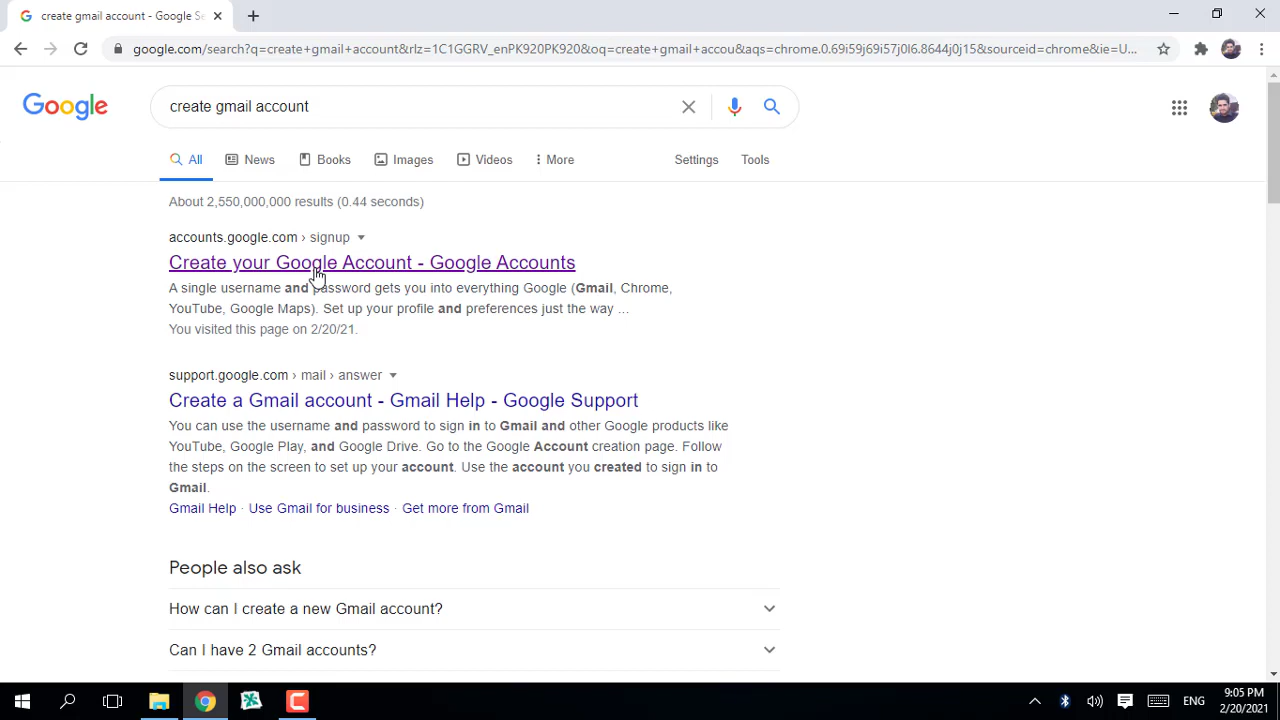 create gmail account - Google Se
google.com/search?q=create+gmail+account&rlz=1C1GGRV_enPK920PK920&oq=create+gmail+accou&aqs=chrome.0.69i59j69i57j0l6.8644j0j15&sourceid=chrome&ie=U...
Google create gmail account
All News Books Images Videos More Settings Tools
About 2,550,000,000 results (0.44 seconds)
accounts.google.com › signup
Create your Google Account - Google Accounts
A single username and password gets you into everything Google (Gmail, Chrome,
YouTube, Google Maps). Set up your profile and preferences just the way ...
You visited this page on 2/20/21.
support.google.com › mail › answer
Create a Gmail account - Gmail Help - Google Support
You can use the username and password to sign in to Gmail and other Google products like
YouTube, Google Play, and Google Drive. Go to the Google Account creation page. Follow
the steps on the screen to set up your account. Use the account you created to sign in to
Gmail.
Gmail Help · Use Gmail for business · Get more from Gmail
People also ask
How can I create a new Gmail account?
Can I have 2 Gmail accounts?
ENG
9:05 PM
2/20/2021